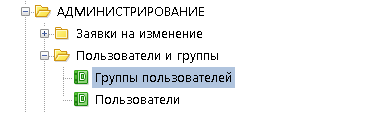 АДМИНИСТРИРОВАНИЕ
Заявки на изменение
Пользователи и группы
Группы пользователей
Пользователи